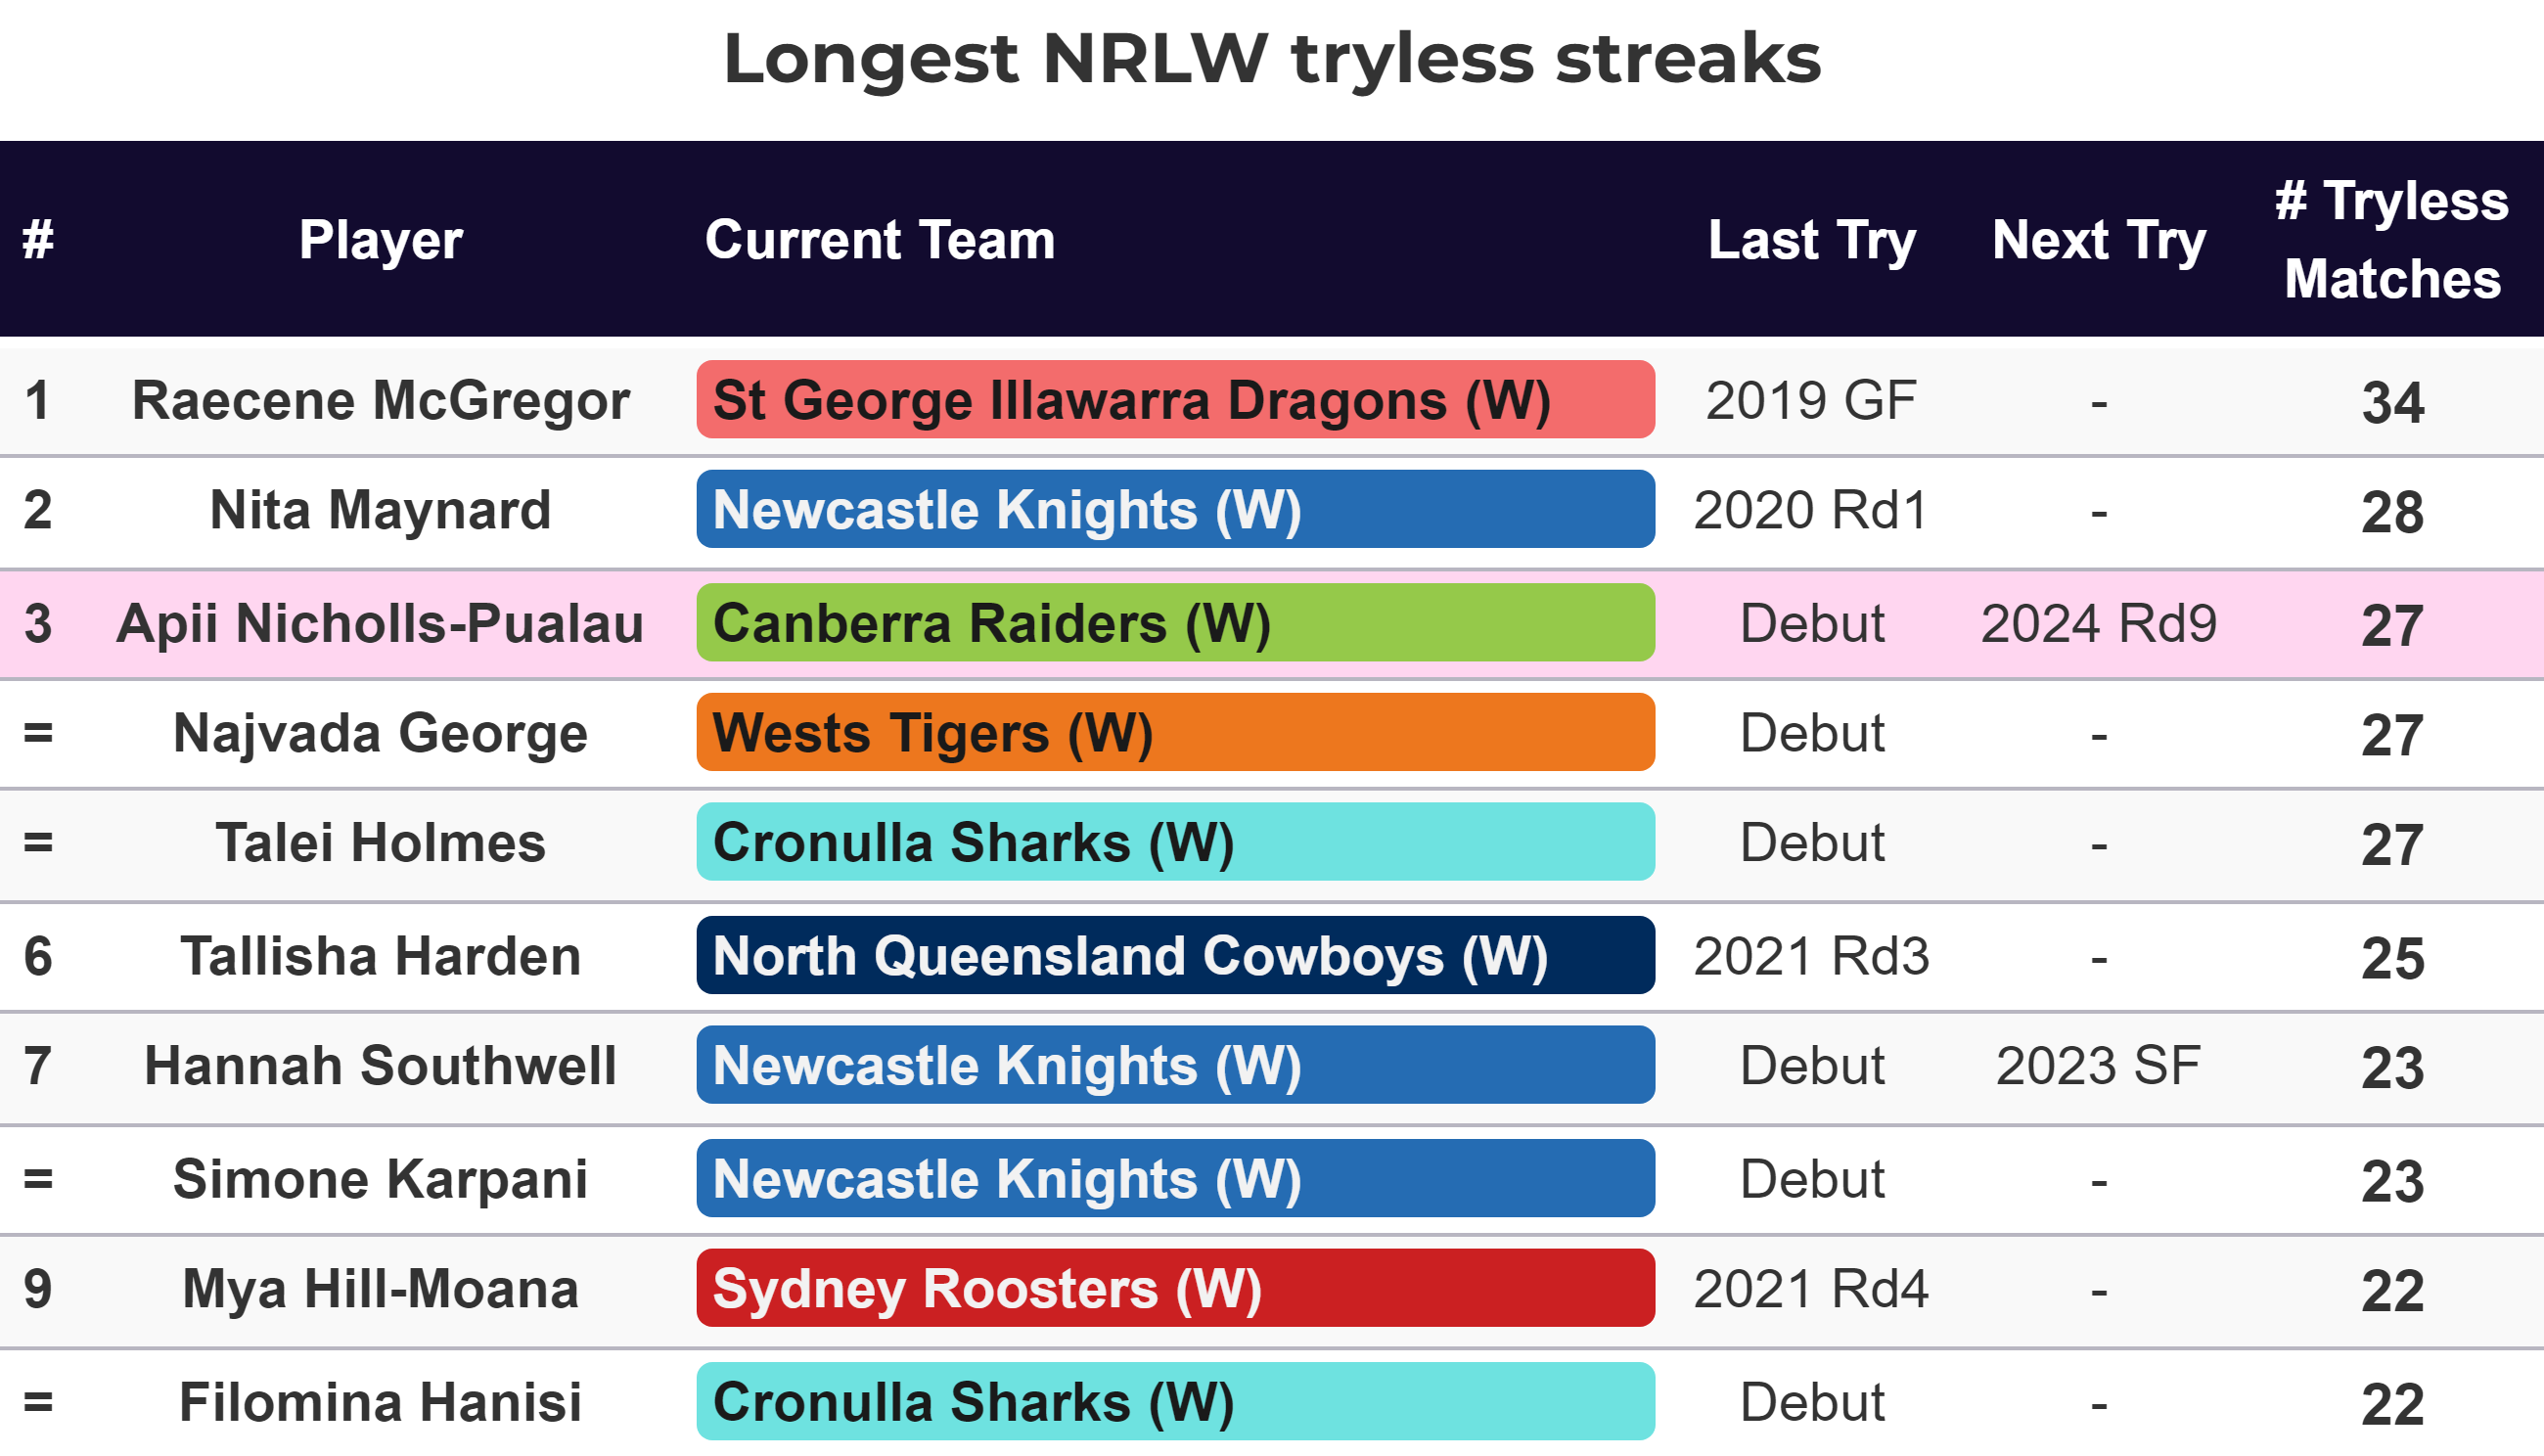 Longest NRLW tryless streaks
# Player Current Team Last Try Next Try # Tryless Matches
1 Raecene McGregor St George Illawarra Dragons (W) 2019 GF - 34
2 Nita Maynard Newcastle Knights (W) 2020 Rd1 - 28
3 Apii Nicholls-Pualau Canberra Raiders (W) Debut 2024 Rd9 27
= Najvada George Wests Tigers (W) Debut - 27
= Talei Holmes Cronulla Sharks (W) Debut - 27
6 Tallisha Harden North Queensland Cowboys (W) 2021 Rd3 - 25
7 Hannah Southwell Newcastle Knights (W) Debut 2023 SF 23
= Simone Karpani Newcastle Knights (W) Debut - 23
9 Mya Hill-Moana Sydney Roosters (W) 2021 Rd4 - 22
= Filomina Hanisi Cronulla Sharks (W) Debut - 22